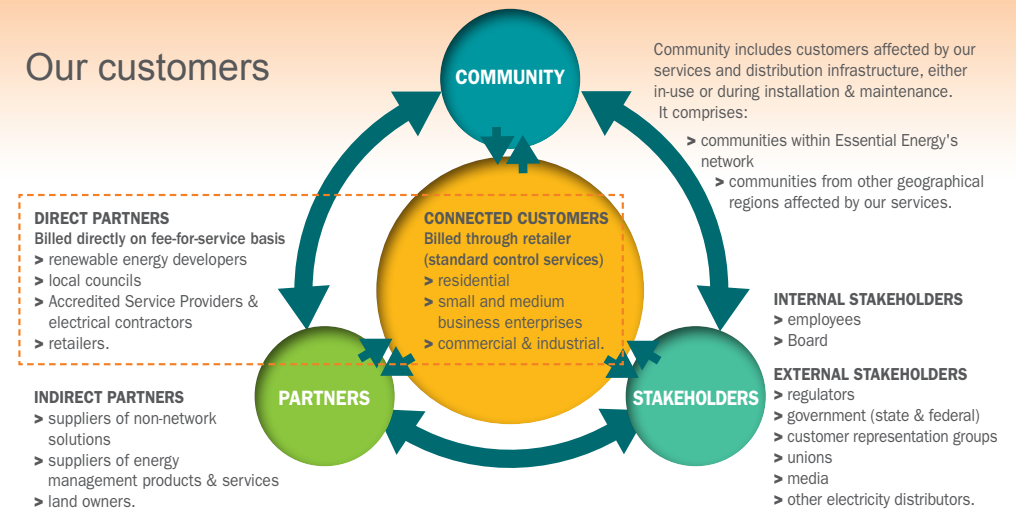 Our customers
COMMUNITY
Community includes customers affected by our
services and distribution infrastructure, either
in-use or during installation & maintenance.
It comprises:
> communities within Essential Energy's
network
> communities from other geographical
regions affected by our services.
DIRECT PARTNERS
Billed directly on fee-for-service basis
> renewable energy developers
> local councils
> Accredited Service Providers &
electrical contractors
> retailers.
CONNECTED CUSTOMERS
Billed through retailer
(standard control services)
> residential
> small and medium
business enterprises
> commercial & industrial.
INTERNAL STAKEHOLDERS
> employees
> Board
PARTNERS
STAKEHOLDERS
INDIRECT PARTNERS
> suppliers of non-network
solutions
> suppliers of energy
management products & services
> land owners.
EXTERNAL STAKEHOLDERS
> regulators
> government (state & federal)
> customer representation groups
> unions
> media
> other electricity distributors.